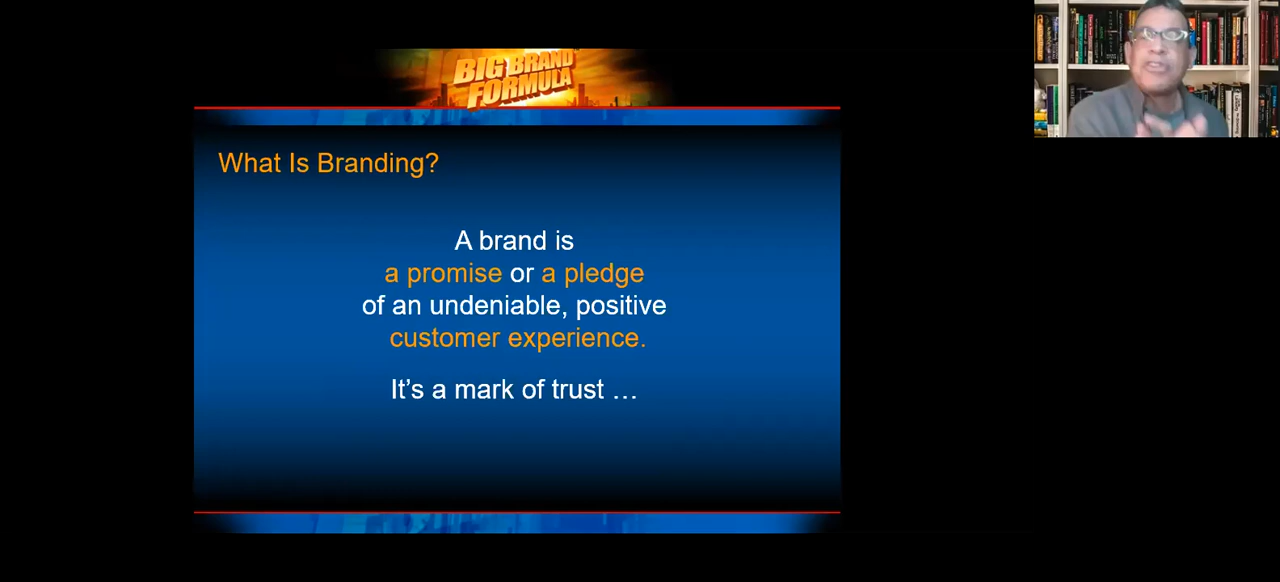 BIG BRAND
FORMULA
What Is Branding?
A brand is
a promise or a pledge
of an undeniable, positive
customer experience.
It’s a mark of trust …